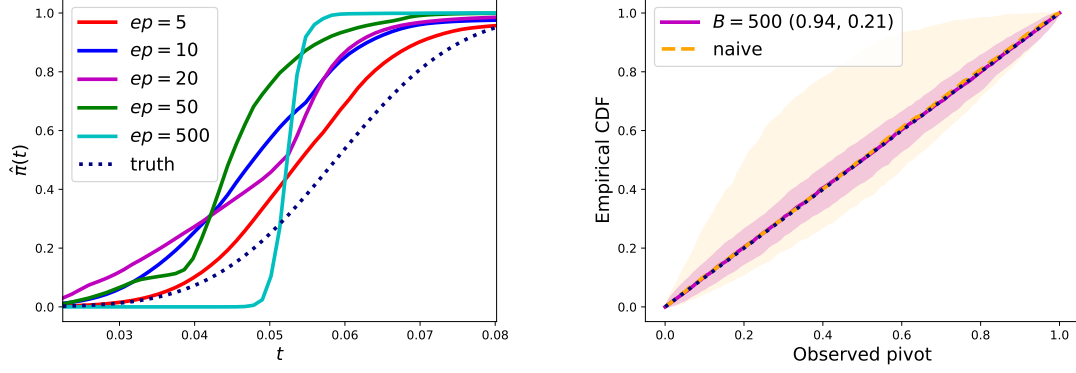 1.0
0.8
0.6
0.4
0.2
0.0
π̂(t)
ep = 5
ep = 10
ep = 20
ep = 50
ep = 500
truth
0.03 0.04 0.05 0.06 0.07 0.08
t
1.0
0.8
0.6
0.4
0.2
0.0
Empirical CDF
B = 500 (0.94, 0.21)
naive
0.0 0.2 0.4 0.6 0.8 1.0
Observed pivot